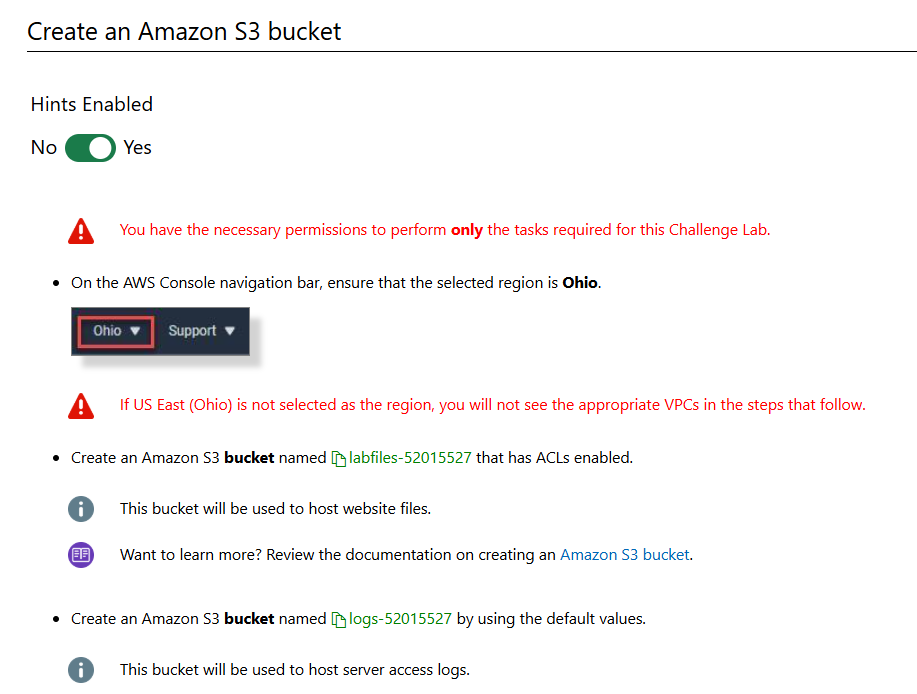 Create an Amazon S3 bucket
Hints Enabled
No Yes
You have the necessary permissions to perform only the tasks required for this Challenge Lab.
On the AWS Console navigation bar, ensure that the selected region is Ohio.
Ohio Support
If US East (Ohio) is not selected as the region, you will not see the appropriate VPCs in the steps that follow.
Create an Amazon S3 bucket named labfiles-52015527 that has ACLs enabled.
This bucket will be used to host website files.
Want to learn more? Review the documentation on creating an Amazon S3 bucket.
Create an Amazon S3 bucket named logs-52015527 by using the default values.
This bucket will be used to host server access logs.